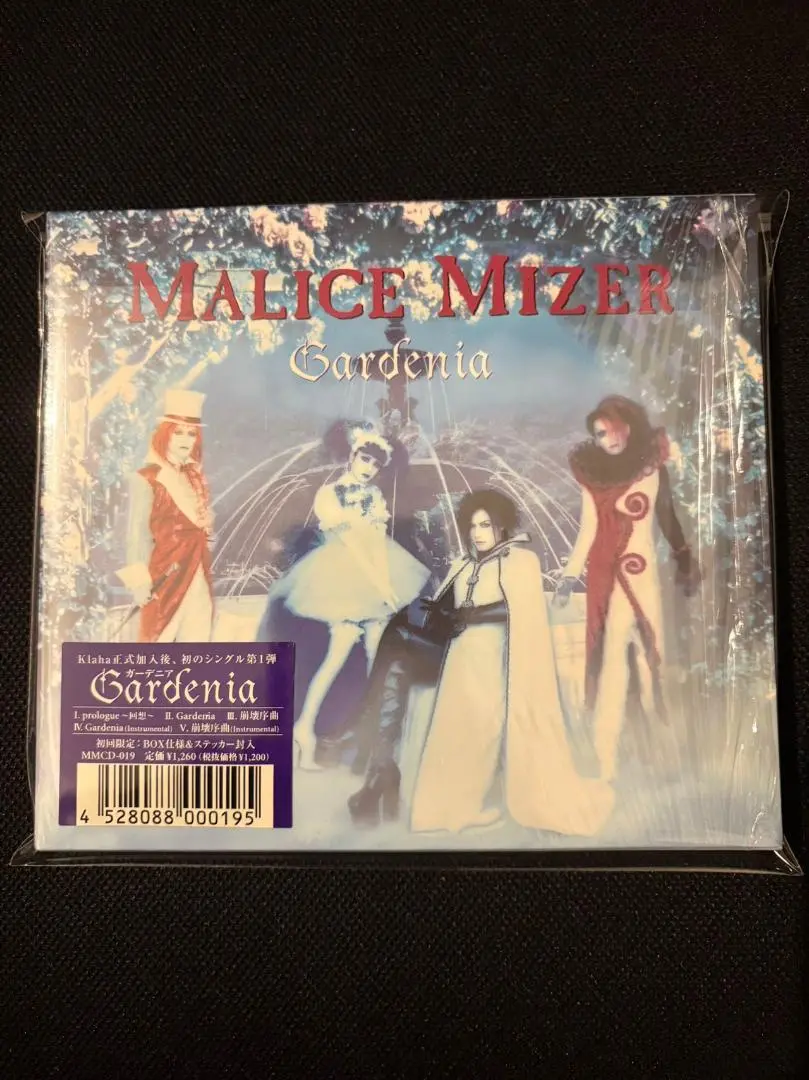 MALICE MIZER
Gardenia
Klaha正式加入後、初のシングル第1弾
ガーデニア
Gardenia
I. prologue～回想～ II. Gardenia III. 崩壊序曲
IV. Gardenia(Instrumental) V. 崩壊序曲(Instrumental)
初回限定：BOX仕様&ステッカー封入
MMCD-019 定価¥1,260（税抜価格¥1,200）
4 528088 000195